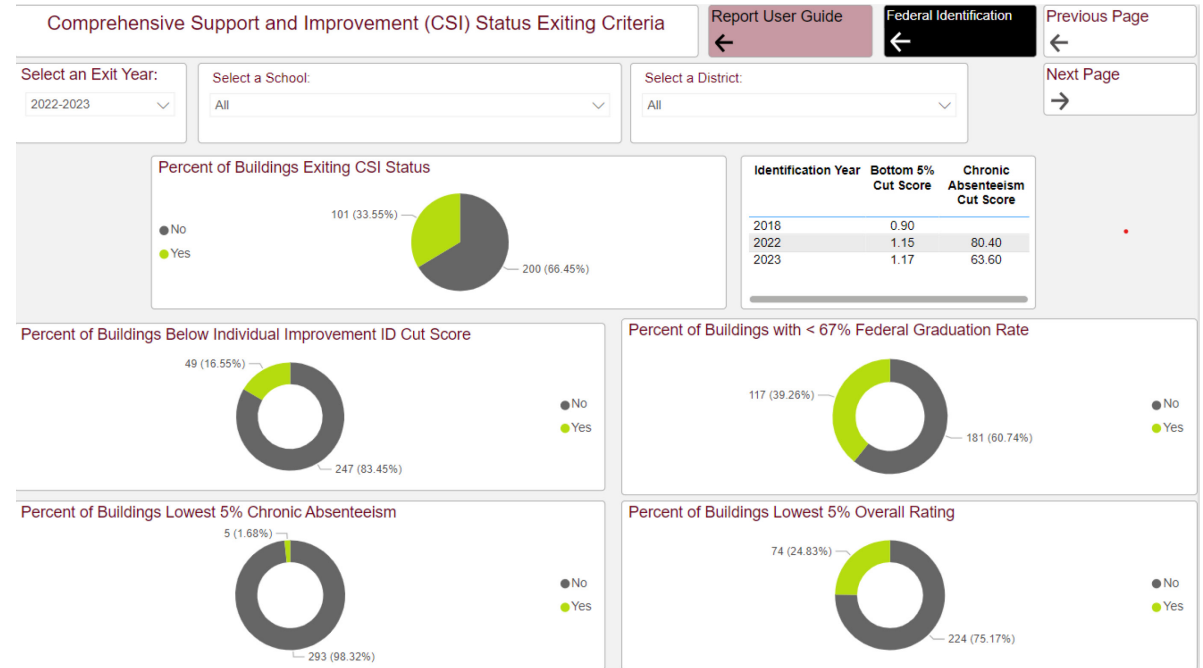 Comprehensive Support and Improvement (CSI) Status Exiting Criteria
Report User Guide
Federal Identification
Previous Page
Select an Exit Year:
2022-2023
Select a School:
All
Select a District:
All
Next Page
Percent of Buildings Exiting CSI Status
No
Yes
101 (33.55%)
200 (66.45%)
Identification Year Bottom 5% Chronic
Cut Score Absenteeism
Cut Score
2018 0.90
2022 1.15 80.40
2023 1.17 63.60
Percent of Buildings Below Individual Improvement ID Cut Score
49 (16.55%)
247 (83.45%)
No
Yes
Percent of Buildings with < 67% Federal Graduation Rate
117 (39.26%)
181 (60.74%)
No
Yes
Percent of Buildings Lowest 5% Chronic Absenteeism
5 (1.68%)
293 (98.32%)
No
Yes
Percent of Buildings Lowest 5% Overall Rating
74 (24.83%)
224 (75.17%)
No
Yes